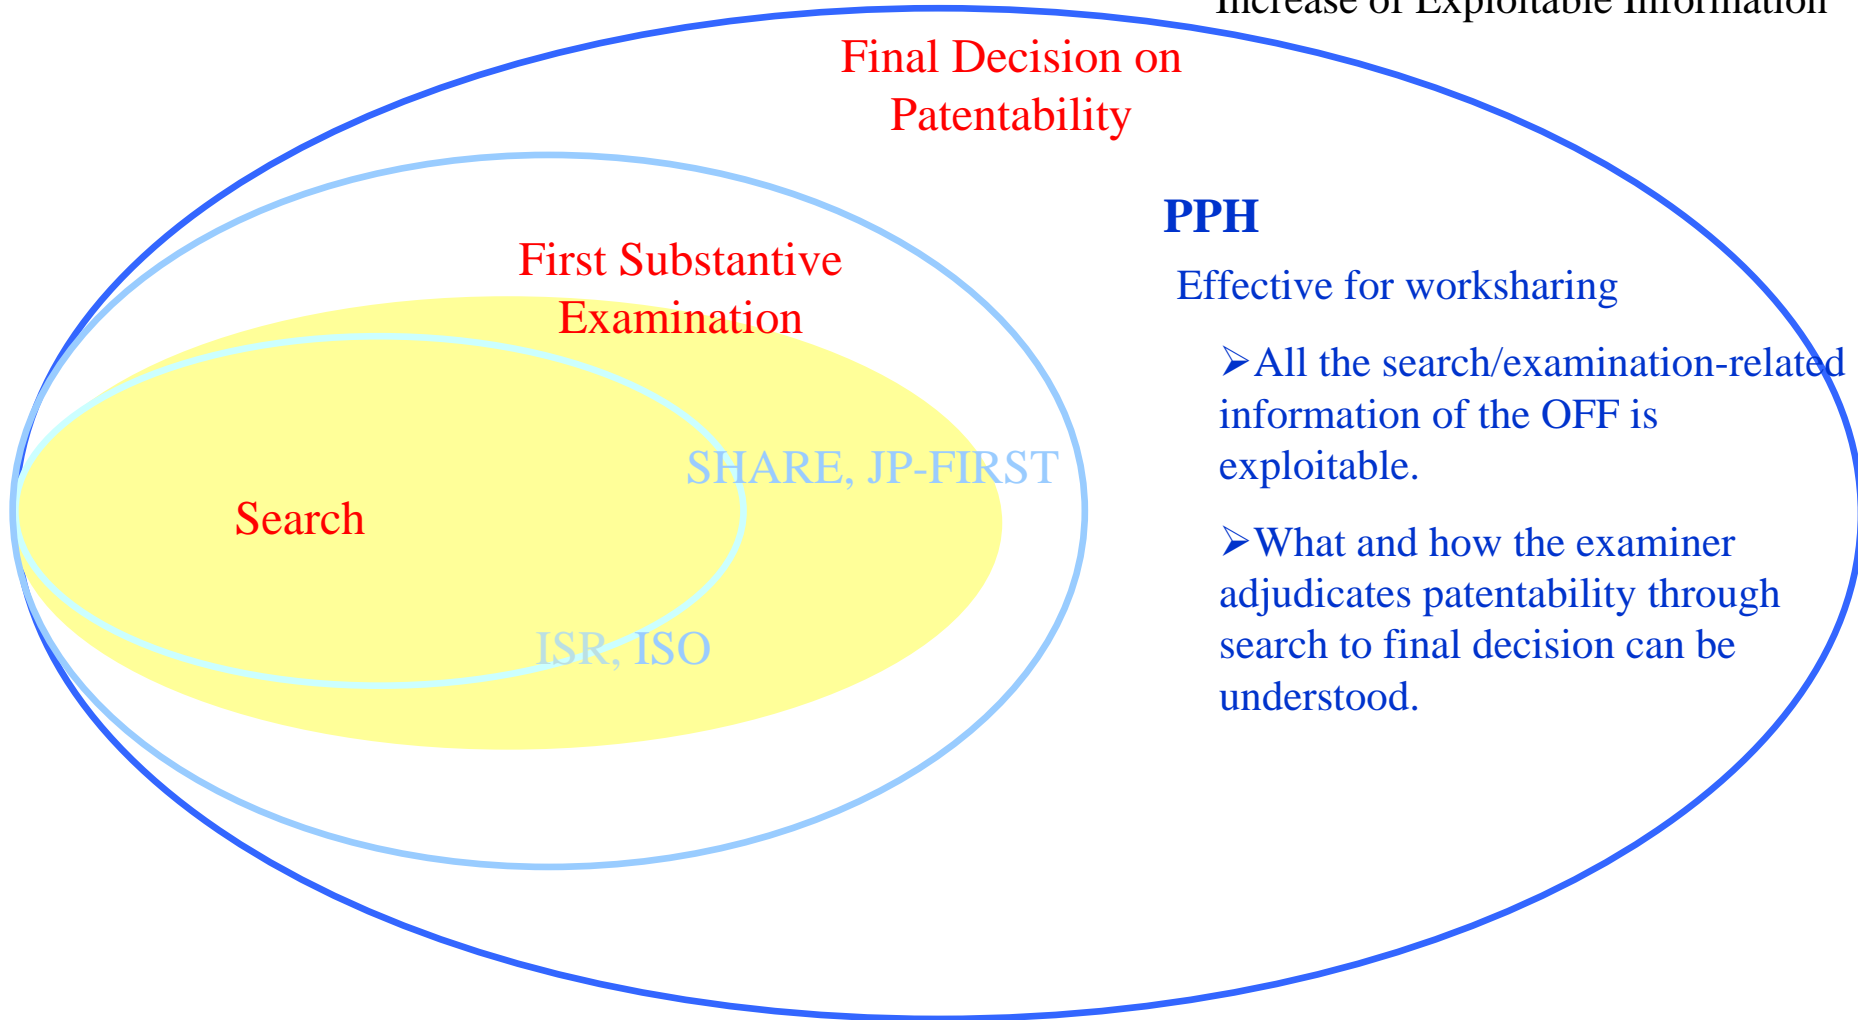 Increase of Exploitable Information
Final Decision on
Patentability
PPH
First Substantive
Examination
Effective for worksharing
➢All the search/examination-related
information of the OFF is
exploitable.
SHARE, JP-FIRST
Search
➢What and how the examiner
adjudicates patentability through
search to final decision can be
understood.
ISR, ISO